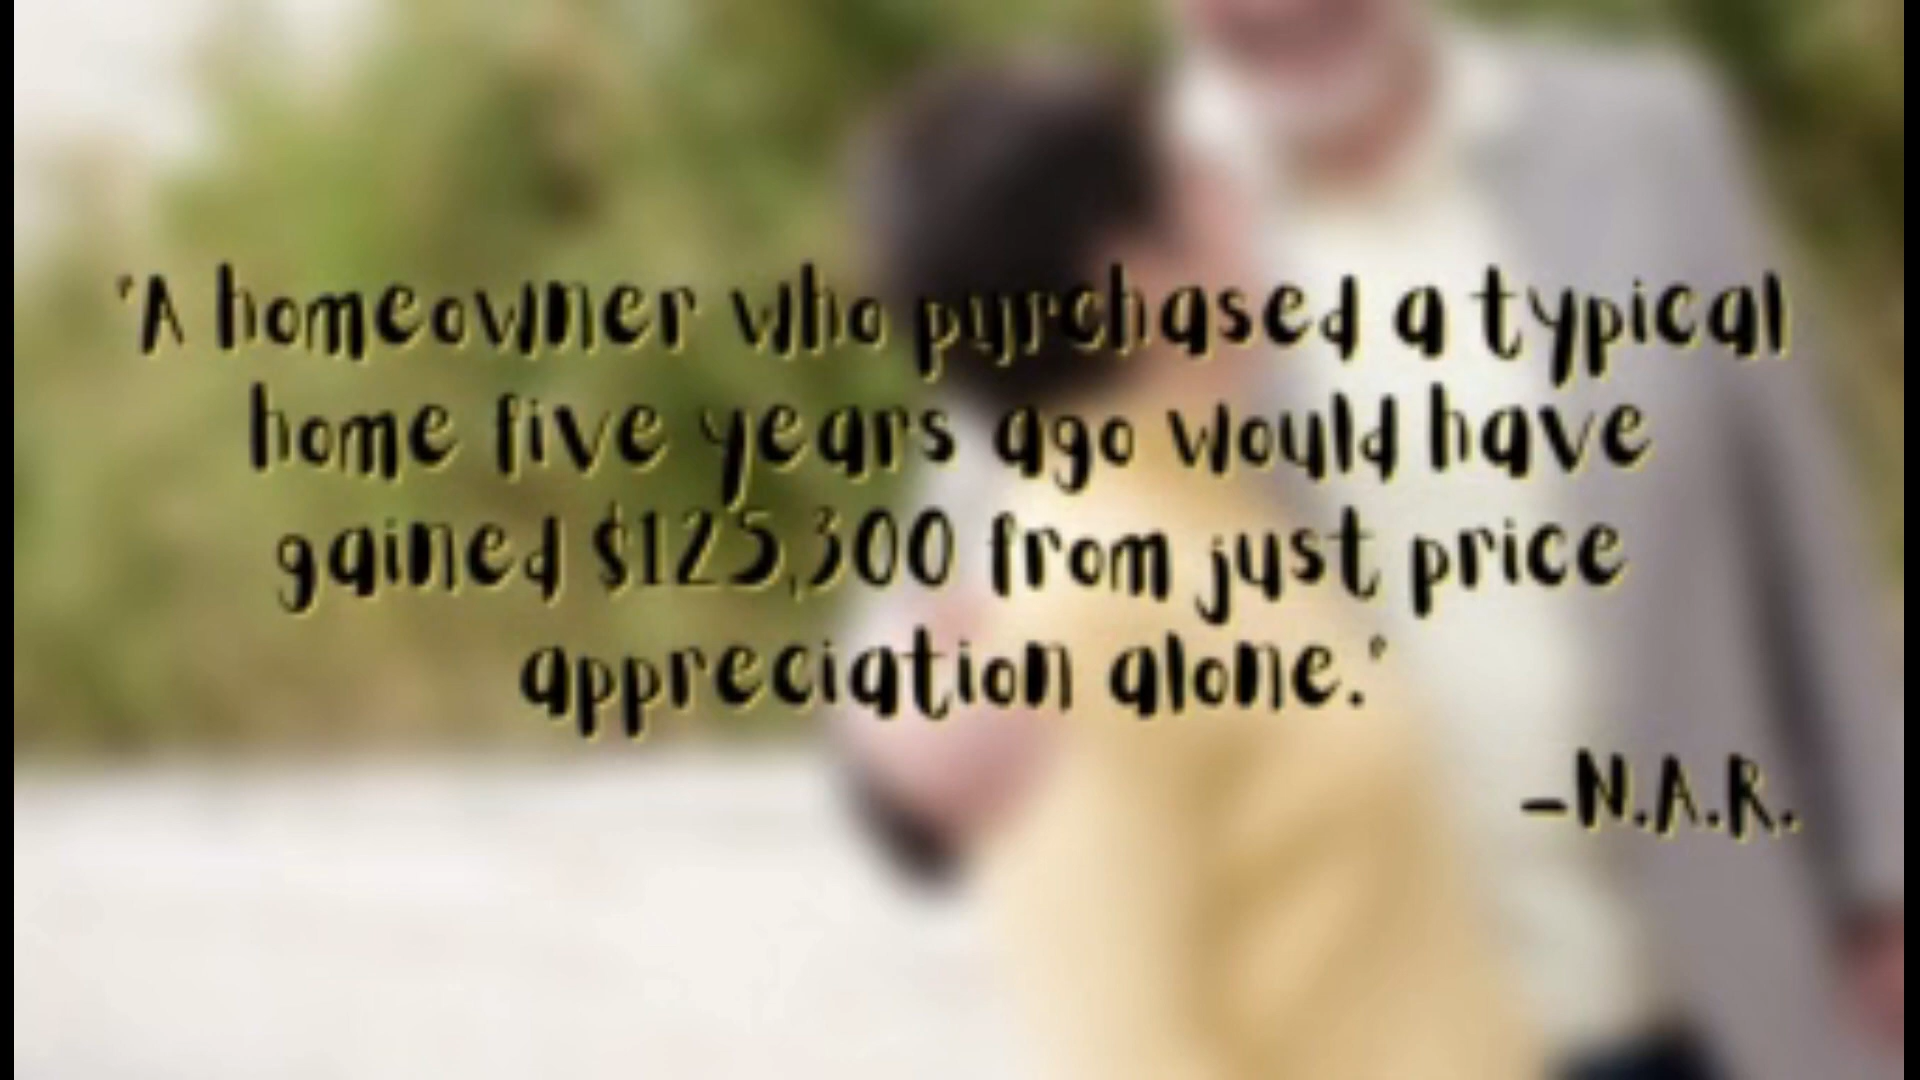 "A homeowner who purchased a typical
home five years ago would have
gained $125,300 from just price
appreciation alone."
-N.A.R.